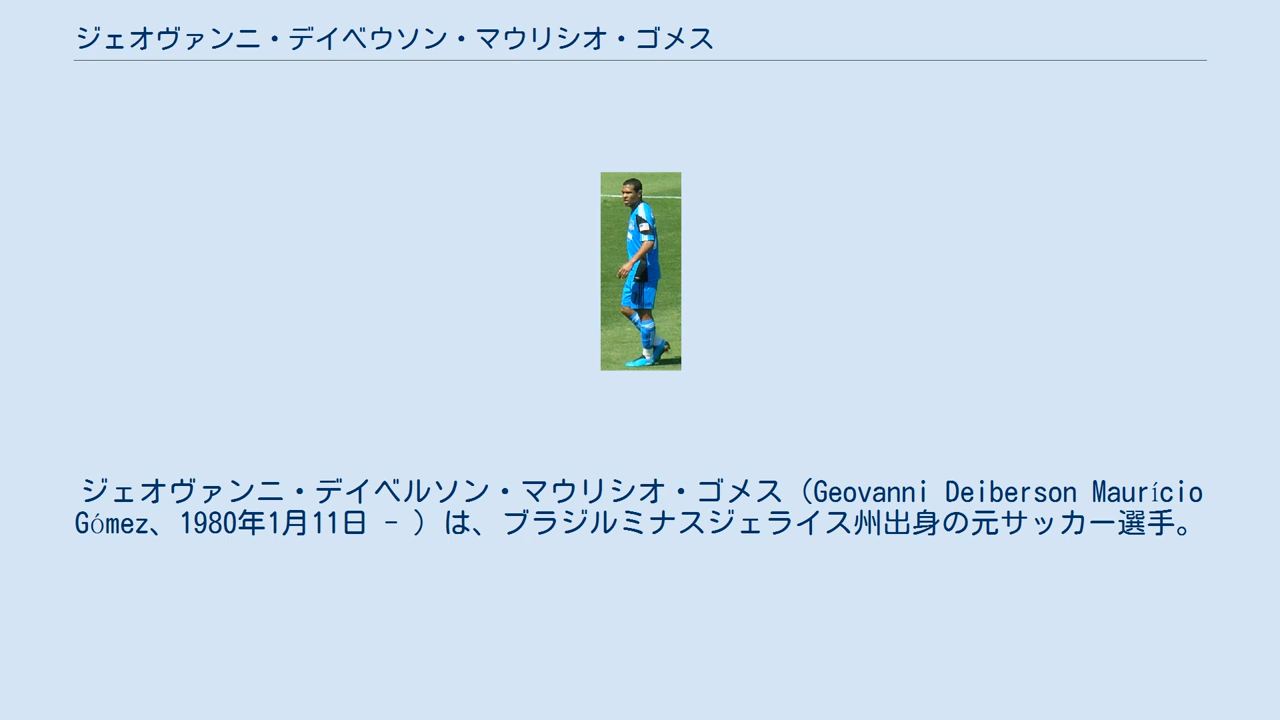 ジェオヴァンニ・デイベウソン・マウリシオ・ゴメス
ジェオヴァンニ・デイベルソン・マウリシオ・ゴメス（Geovanni Deiberson Maurício
Gómez、1980年1月11日 - ）は、ブラジルミナスジェライス州出身の元サッカー選手。